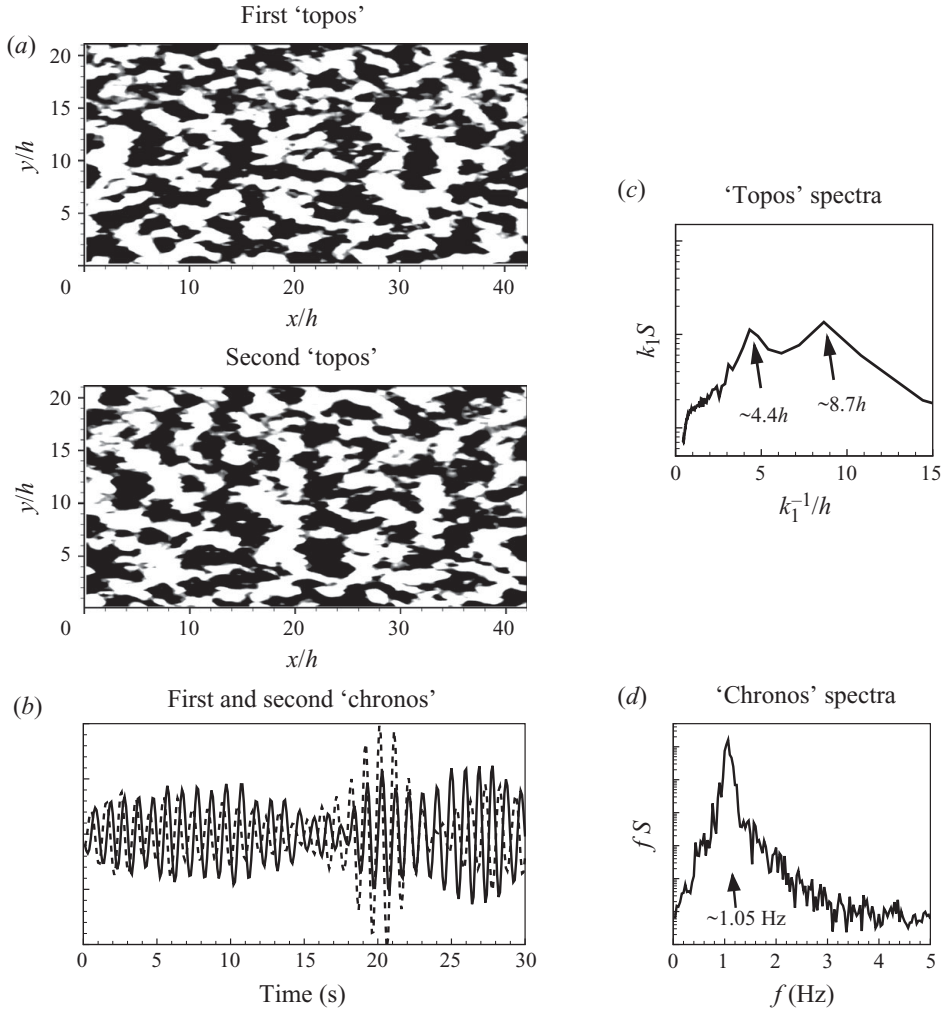 First ‘topos’
(a)
20
15
10
5
0
10
20
30
40
y/h
x/h
Second ‘topos’
20
15
10
5
0
10
20
30
40
y/h
x/h
(b)
First and second ‘chronos’
0
5
10
15
20
25
30
Time (s)
(c)
‘Topos’ spectra
k₁S
~4.4h
~8.7h
0
5
10
15
k₁⁻¹/h
(d)
‘Chronos’ spectra
f S
~1.05 Hz
0
1
2
3
4
5
f (Hz)